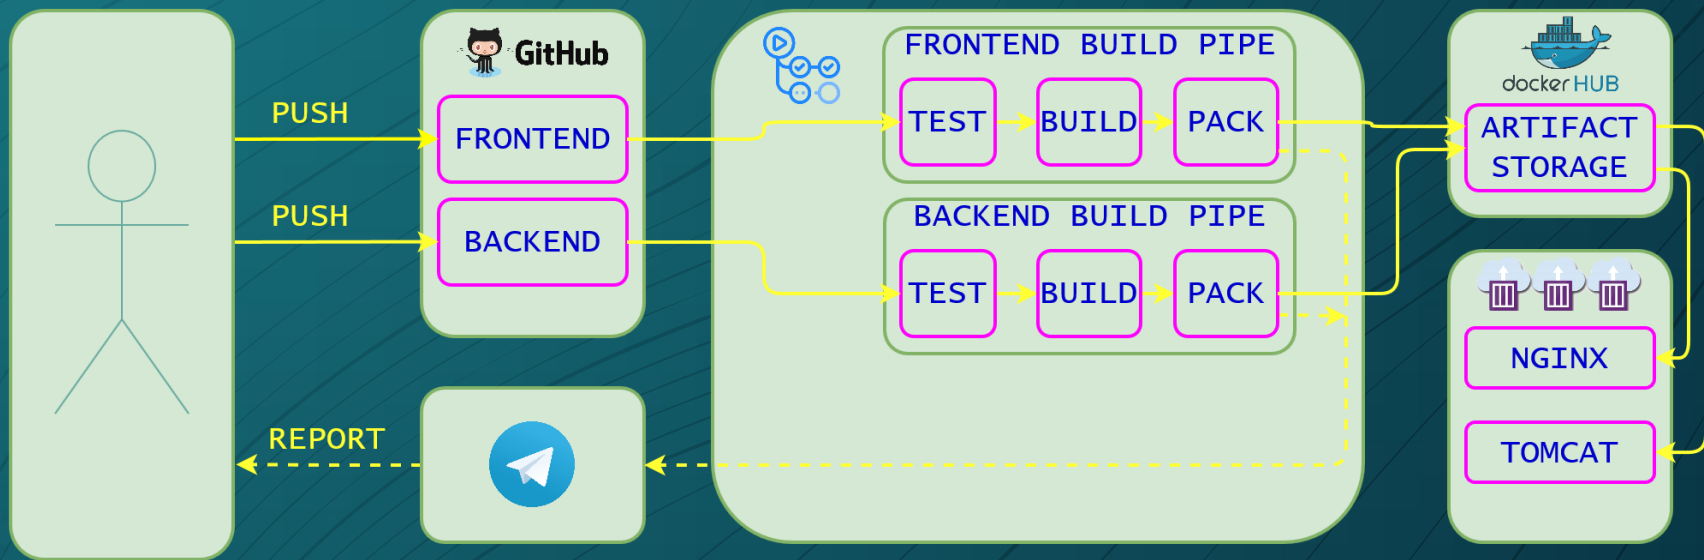 PUSH
PUSH
REPORT
GitHub
FRONTEND
BACKEND
FRONTEND BUILD PIPE
TEST
BUILD
PACK
BACKEND BUILD PIPE
TEST
BUILD
PACK
docker HUB
ARTIFACT
STORAGE
NGINX
TOMCAT